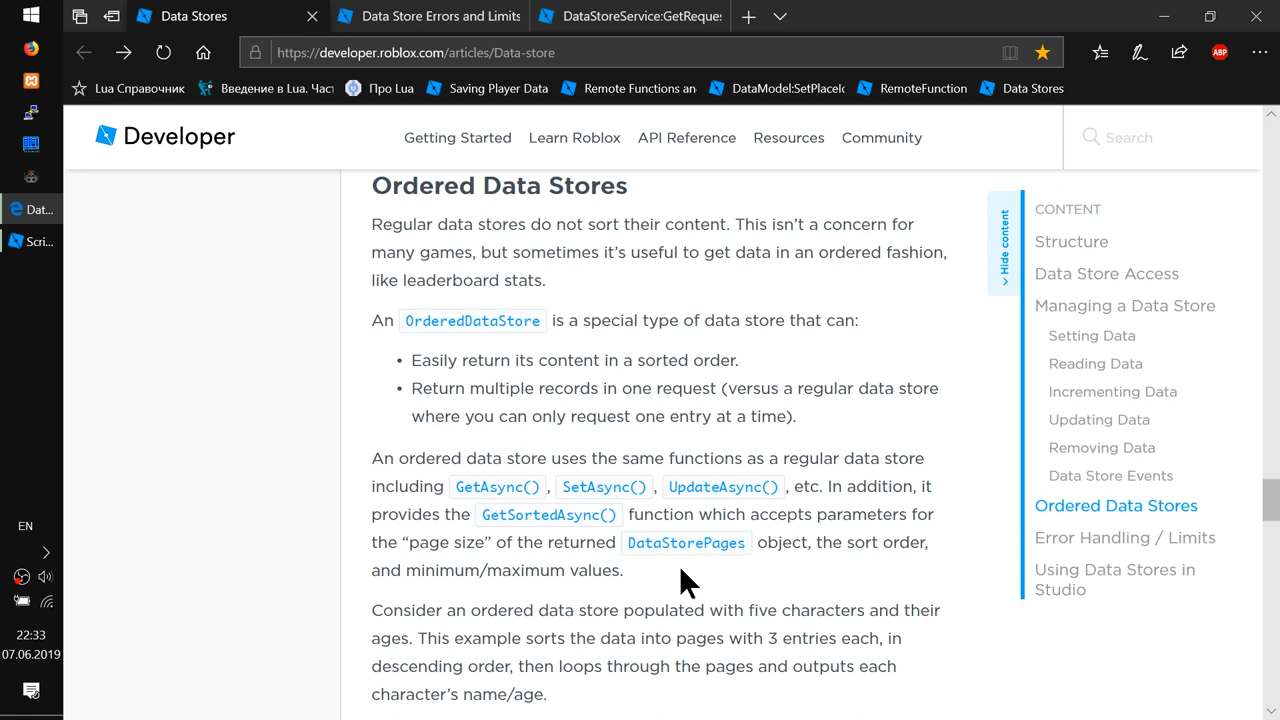 Data Stores
Data Store Errors and Limits
DataStoreService:GetReques
https://developer.roblox.com/articles/Data-store
ABP
Lua Справочник
Введение в Lua. Част
Про Lua
Saving Player Data
Remote Functions an
DataModel:SetPlaceIc
RemoteFunction
Data Stores
Developer
Getting Started
Learn Roblox
API Reference
Resources
Community
Search
Dat...
Scri...
EN
22:33
07.06.2019
Ordered Data Stores
Regular data stores do not sort their content. This isn’t a concern for
many games, but sometimes it’s useful to get data in an ordered fashion,
like leaderboard stats.
An OrderedDataStore is a special type of data store that can:
• Easily return its content in a sorted order.
• Return multiple records in one request (versus a regular data store
where you can only request one entry at a time).
An ordered data store uses the same functions as a regular data store
including GetAsync(), SetAsync(), UpdateAsync(), etc. In addition, it
provides the GetSortedAsync() function which accepts parameters for
the “page size” of the returned DataStorePages object, the sort order,
and minimum/maximum values.
Consider an ordered data store populated with five characters and their
ages. This example sorts the data into pages with 3 entries each, in
descending order, then loops through the pages and outputs each
character’s name/age.
Hide content
CONTENT
Structure
Data Store Access
Managing a Data Store
Setting Data
Reading Data
Incrementing Data
Updating Data
Removing Data
Data Store Events
Ordered Data Stores
Error Handling / Limits
Using Data Stores in
Studio